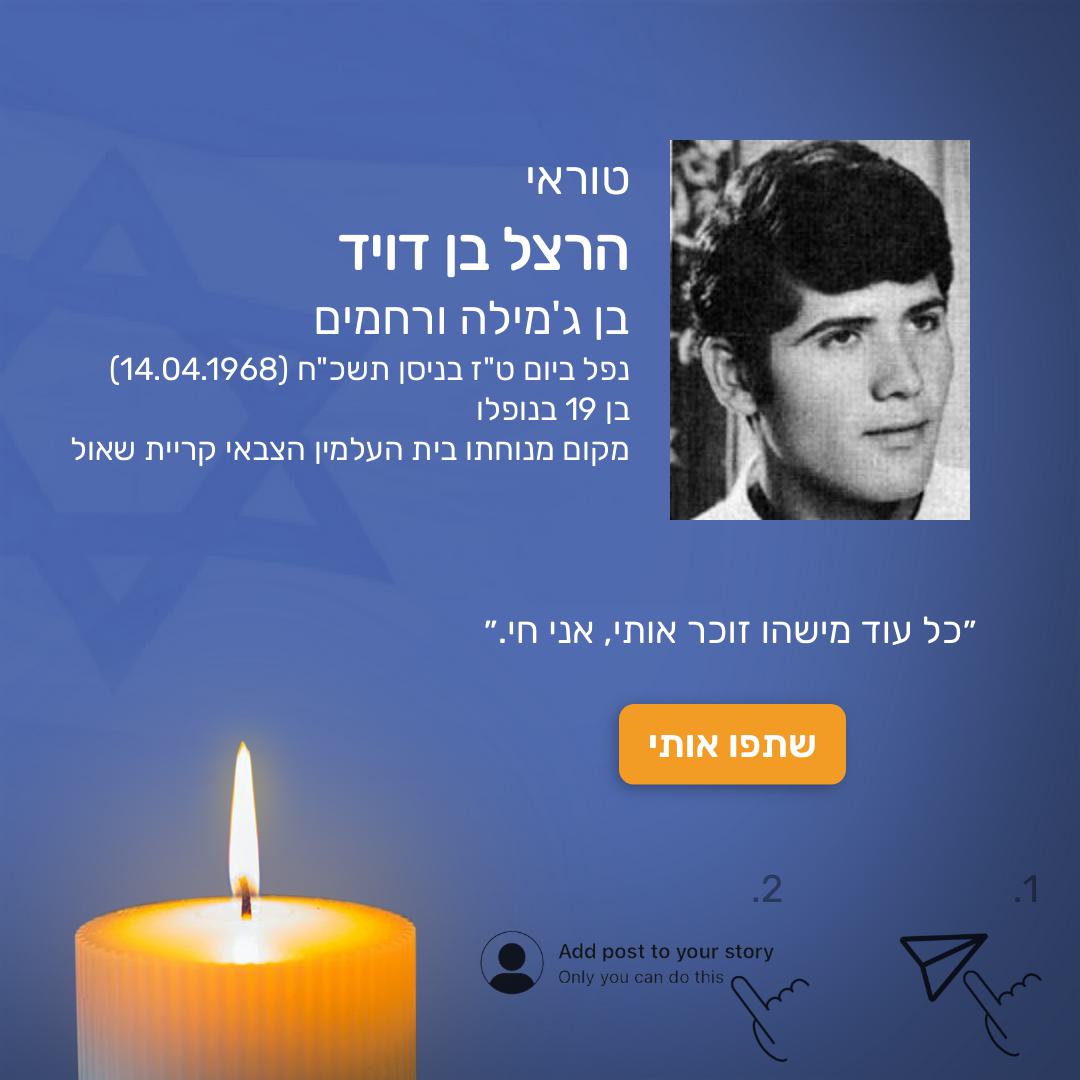 טוראי
הרצל בן דויד
בן ג'מילה ורחמים
נפל ביום ט"ז בניסן תשכ"ח (14.04.1968)
בן 19 בנופלו
מקום מנוחתו בית העלמין הצבאי קריית שאול
״כל עוד מישהו זוכר אותי, אני חי.״
שתפו אותי
1.
2.
Add post to your story
Only you can do this